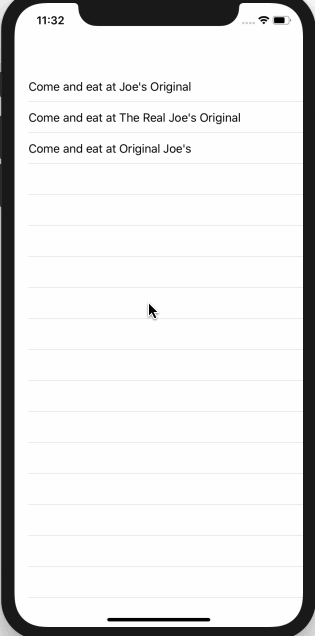 11:32
Come and eat at Joe's Original
Come and eat at The Real Joe's Original
Come and eat at Original Joe's